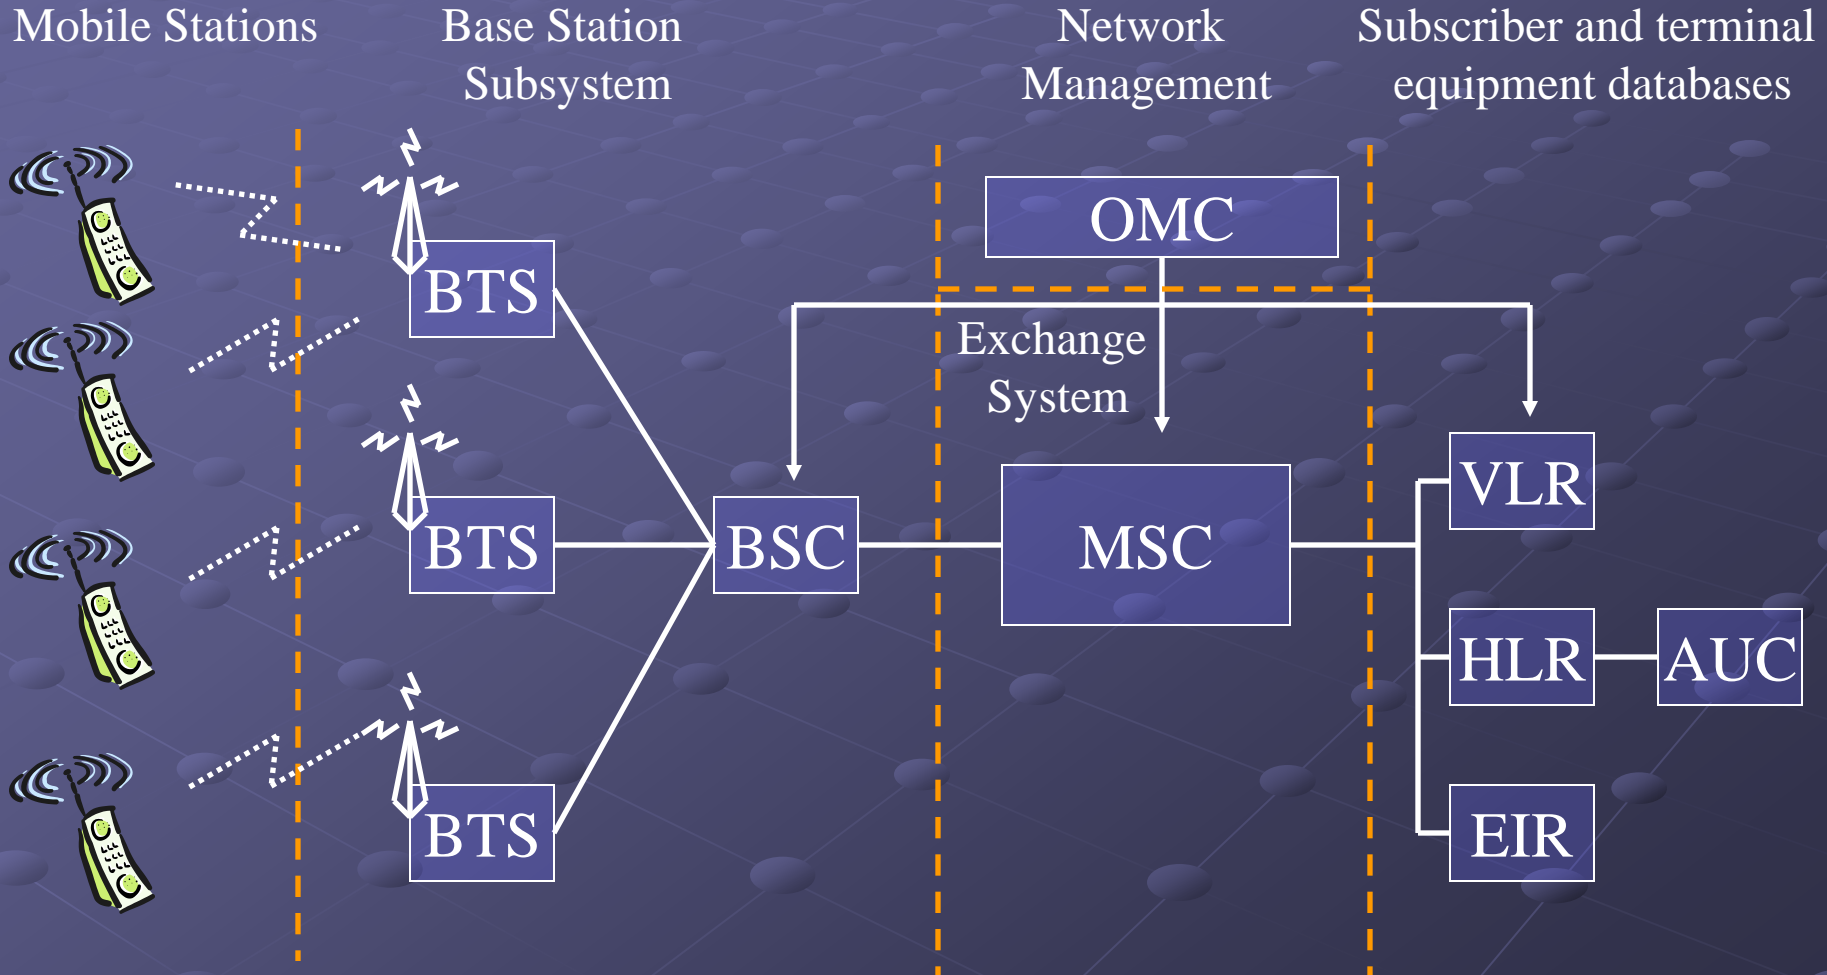 Mobile Stations
Base Station
Subsystem
Network
Management
Subscriber and terminal
equipment databases
OMC
BTS
Exchange
System
VLR
BTS
BSC
MSC
HLR
AUC
BTS
EIR